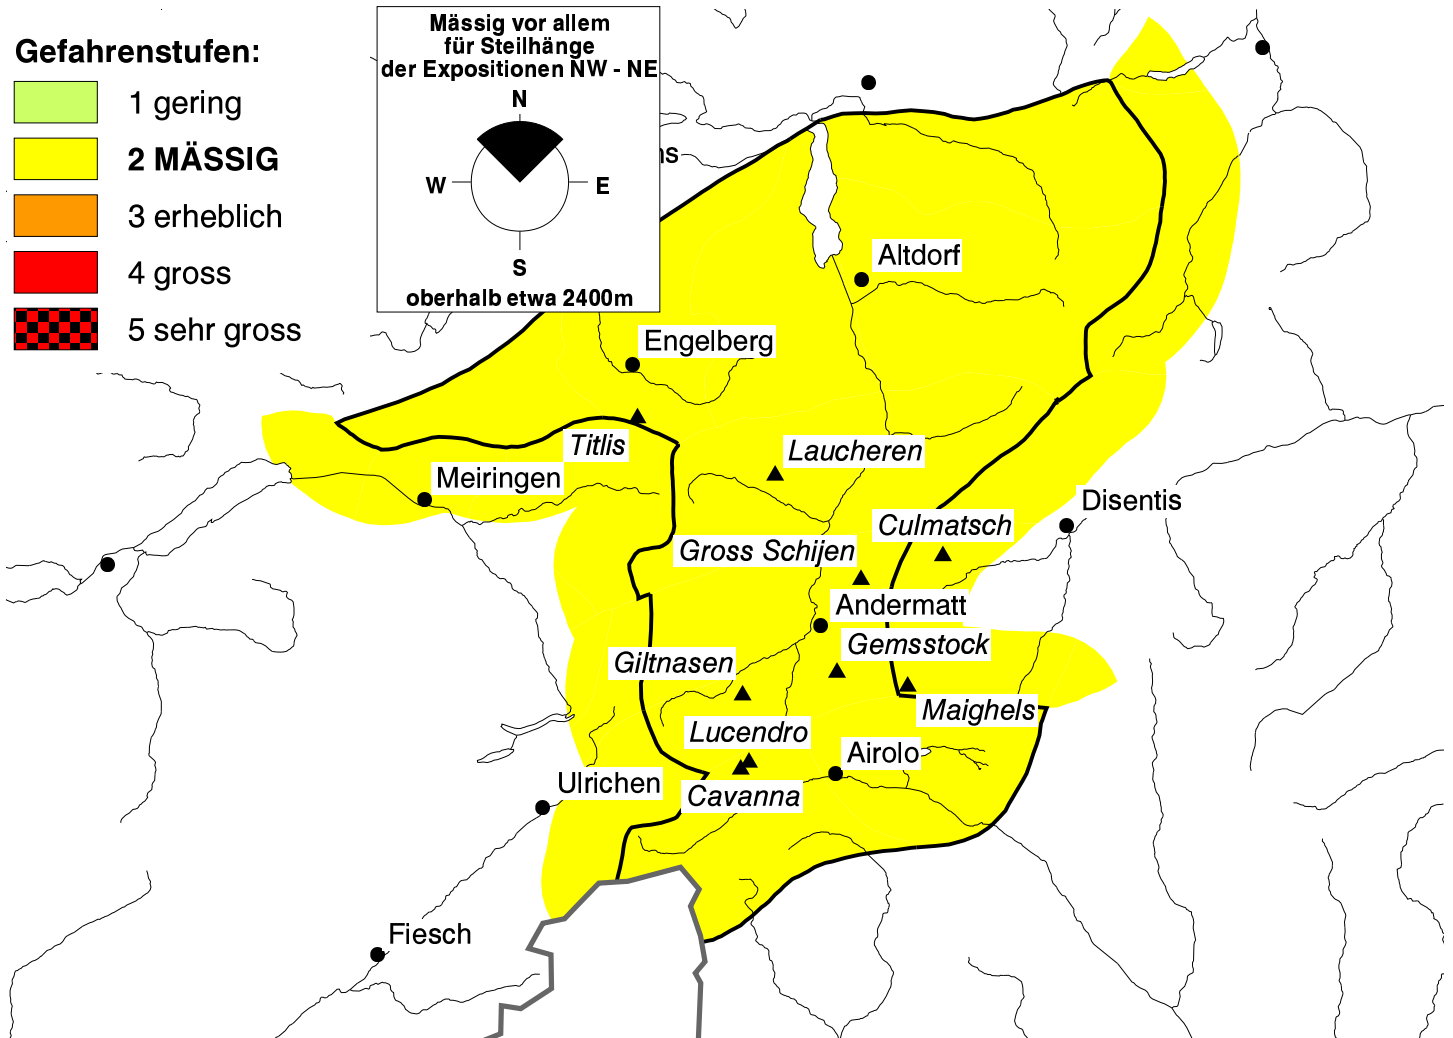 Gefahrenstufen:
1 gering
2 MÄSSIG
3 erheblich
4 gross
5 sehr gross
Mässig vor allem
für Steilhänge
der Expositionen NW - NE
N
W
E
S
oberhalb etwa 2400m
Altdorf
Engelberg
Titlis
Laucheren
Meiringen
Disentis
Culmatsch
Gross Schijen
Andermatt
Gemsstock
Giltnasen
Maighels
Lucendro
Airolo
Ulrichen
Cavanna
Fiesch